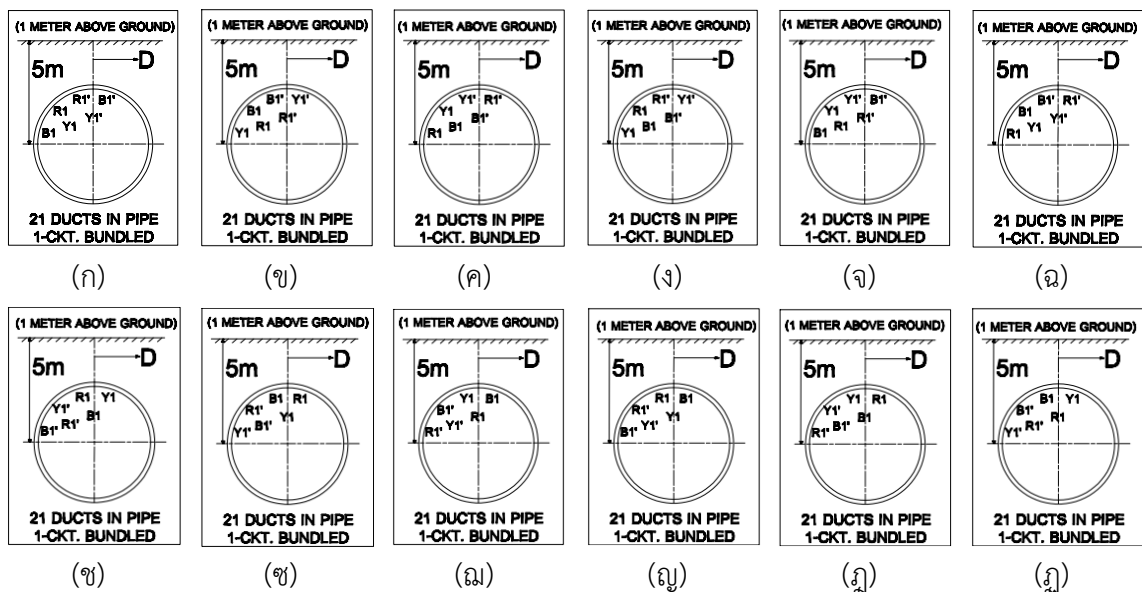 (1 METER ABOVE GROUND)
5m D
R1' B1'
R1 Y1'
B1 Y1
21 DUCTS IN PIPE
1-CKT. BUNDLED
(ก)
(1 METER ABOVE GROUND)
5m D
B1' Y1'
B1 R1'
Y1 R1
21 DUCTS IN PIPE
1-CKT. BUNDLED
(ข)
(1 METER ABOVE GROUND)
5m D
Y1' R1'
Y1 B1'
R1 B1
21 DUCTS IN PIPE
1-CKT. BUNDLED
(ค)
(1 METER ABOVE GROUND)
5m D
R1' Y1'
R1 B1'
Y1 B1
21 DUCTS IN PIPE
1-CKT. BUNDLED
(ง)
(1 METER ABOVE GROUND)
5m D
Y1' B1'
Y1 R1'
B1 R1
21 DUCTS IN PIPE
1-CKT. BUNDLED
(จ)
(1 METER ABOVE GROUND)
5m D
B1' R1'
B1 Y1'
R1 Y1
21 DUCTS IN PIPE
1-CKT. BUNDLED
(ฉ)
(1 METER ABOVE GROUND)
5m D
R1 Y1
Y1' B1
B1' R1'
21 DUCTS IN PIPE
1-CKT. BUNDLED
(ช)
(1 METER ABOVE GROUND)
5m D
B1 R1
R1' Y1
Y1' B1'
21 DUCTS IN PIPE
1-CKT. BUNDLED
(ซ)
(1 METER ABOVE GROUND)
5m D
Y1 B1
B1' R1
R1' Y1'
21 DUCTS IN PIPE
1-CKT. BUNDLED
(ฌ)
(1 METER ABOVE GROUND)
5m D
R1 B1
R1' Y1
B1' Y1'
21 DUCTS IN PIPE
1-CKT. BUNDLED
(ญ)
(1 METER ABOVE GROUND)
5m D
Y1 R1
Y1' B1
R1' B1'
21 DUCTS IN PIPE
1-CKT. BUNDLED
(ฎ)
(1 METER ABOVE GROUND)
5m D
B1 Y1
B1' R1
Y1' R1'
21 DUCTS IN PIPE
1-CKT. BUNDLED
(ฏ)